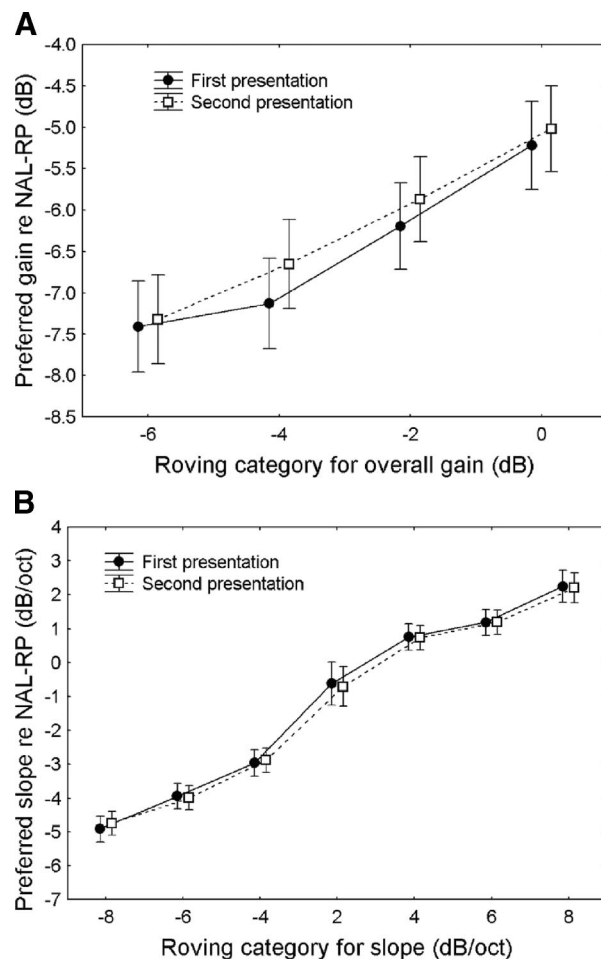 A
-4.0
-4.5
-5.0
-5.5
-6.0
-6.5
-7.0
-7.5
-8.0
-8.5
Preferred gain re NAL-RP (dB)
First presentation
Second presentation
-6 -4 -2 0
Roving category for overall gain (dB)
B
4
3
2
1
0
-1
-2
-3
-4
-5
-6
-7
Preferred slope re NAL-RP (dB/oct)
First presentation
Second presentation
-8 -6 -4 2 4 6 8
Roving category for slope (dB/oct)